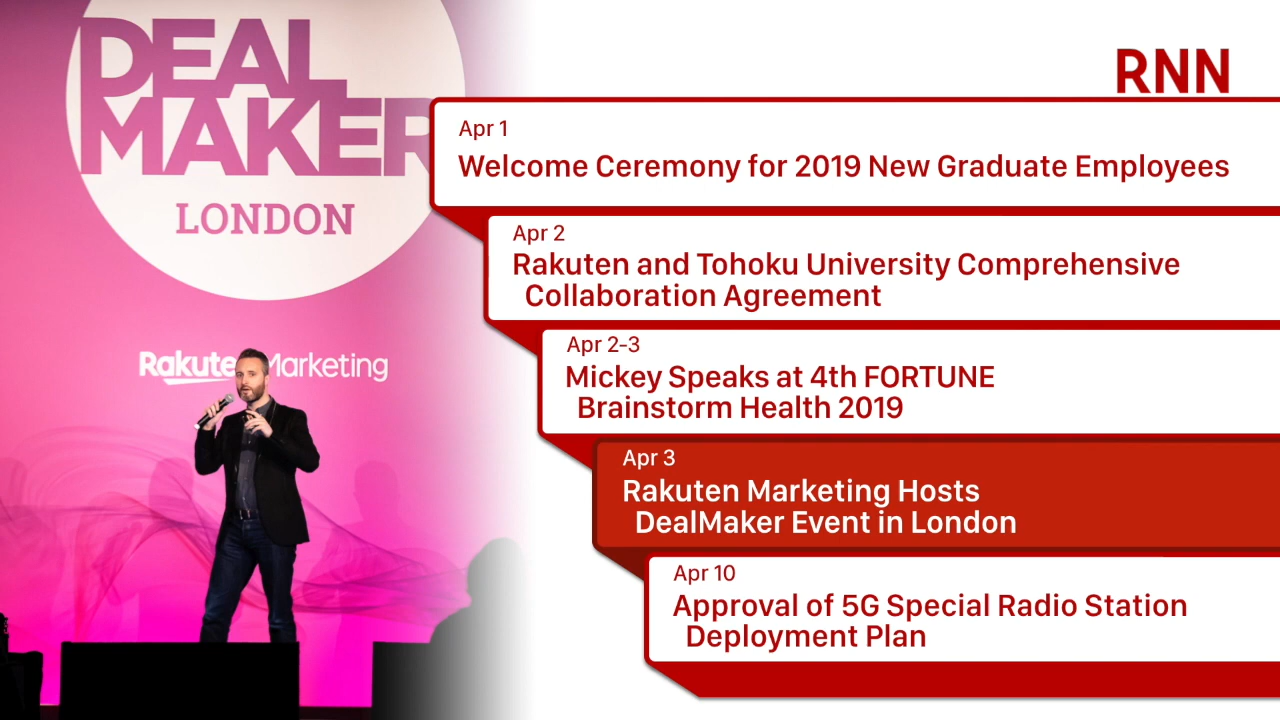 DEAL
MAKER
LONDON
Rakuten Marketing
RNN
Apr 1
Welcome Ceremony for 2019 New Graduate Employees
Apr 2
Rakuten and Tohoku University Comprehensive
Collaboration Agreement
Apr 2-3
Mickey Speaks at 4th FORTUNE
Brainstorm Health 2019
Apr 3
Rakuten Marketing Hosts
DealMaker Event in London
Apr 10
Approval of 5G Special Radio Station
Deployment Plan